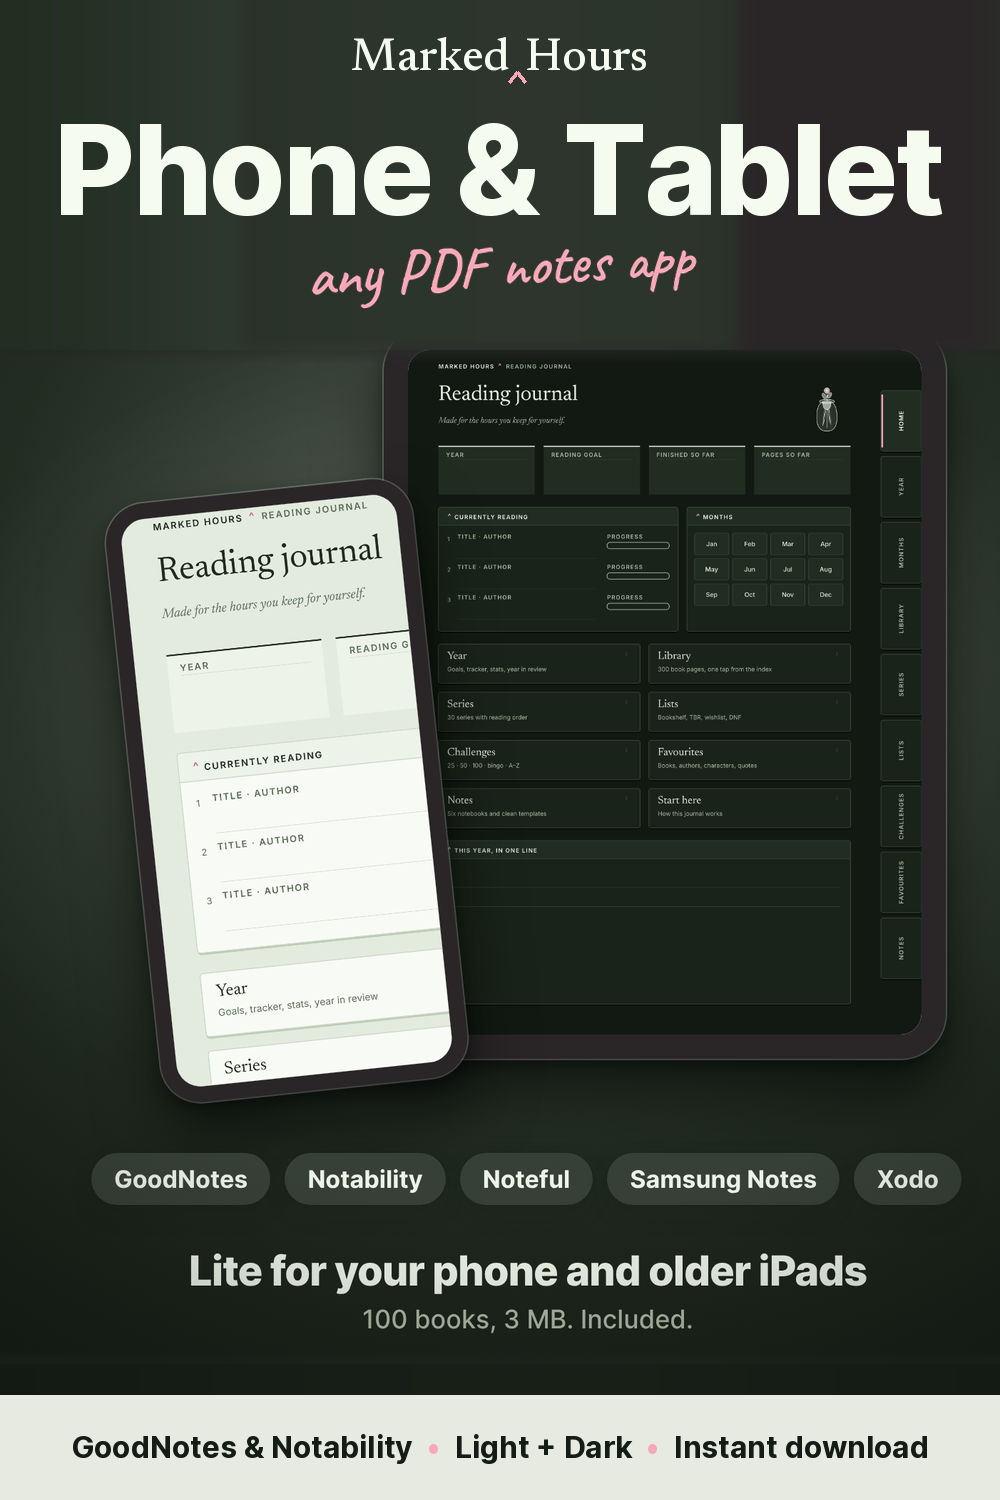 Marked ^ Hours
Phone & Tablet
any PDF notes app
MARKED HOURS ^ READING JOURNAL
Reading journal
Made for the hours you keep for yourself.
YEAR
READING GOAL
FINISHED SO FAR
PAGES SO FAR
^ CURRENTLY READING
1 TITLE · AUTHOR
PROGRESS
2 TITLE · AUTHOR
PROGRESS
3 TITLE · AUTHOR
PROGRESS
^ MONTHS
Jan Feb Mar Apr
May Jun Jul Aug
Sep Oct Nov Dec
Year
Goals, tracker, stats, year in review
Library
300 book pages, one tap from the index
Series
30 series with reading order
Lists
Bookshelf, TBR, wishlist, DNF
Challenges
25 · 50 · 100 · bingo · A–Z
Favourites
Books, authors, characters, quotes
Notes
Six notebooks and clean templates
Start here
How this journal works
^ THIS YEAR, IN ONE LINE
HOME
YEAR
MONTHS
LIBRARY
SERIES
LISTS
CHALLENGES
FAVOURITES
NOTES
MARKED HOURS ^ READING JOURNAL
Reading journal
Made for the hours you keep for yourself.
YEAR
READING G
^ CURRENTLY READING
1 TITLE · AUTHOR
2 TITLE · AUTHOR
3 TITLE · AUTHOR
Year
Goals, tracker, stats, year in review
Series
GoodNotes
Notability
Noteful
Samsung Notes
Xodo
Lite for your phone and older iPads
100 books, 3 MB. Included.
GoodNotes & Notability • Light + Dark • Instant download